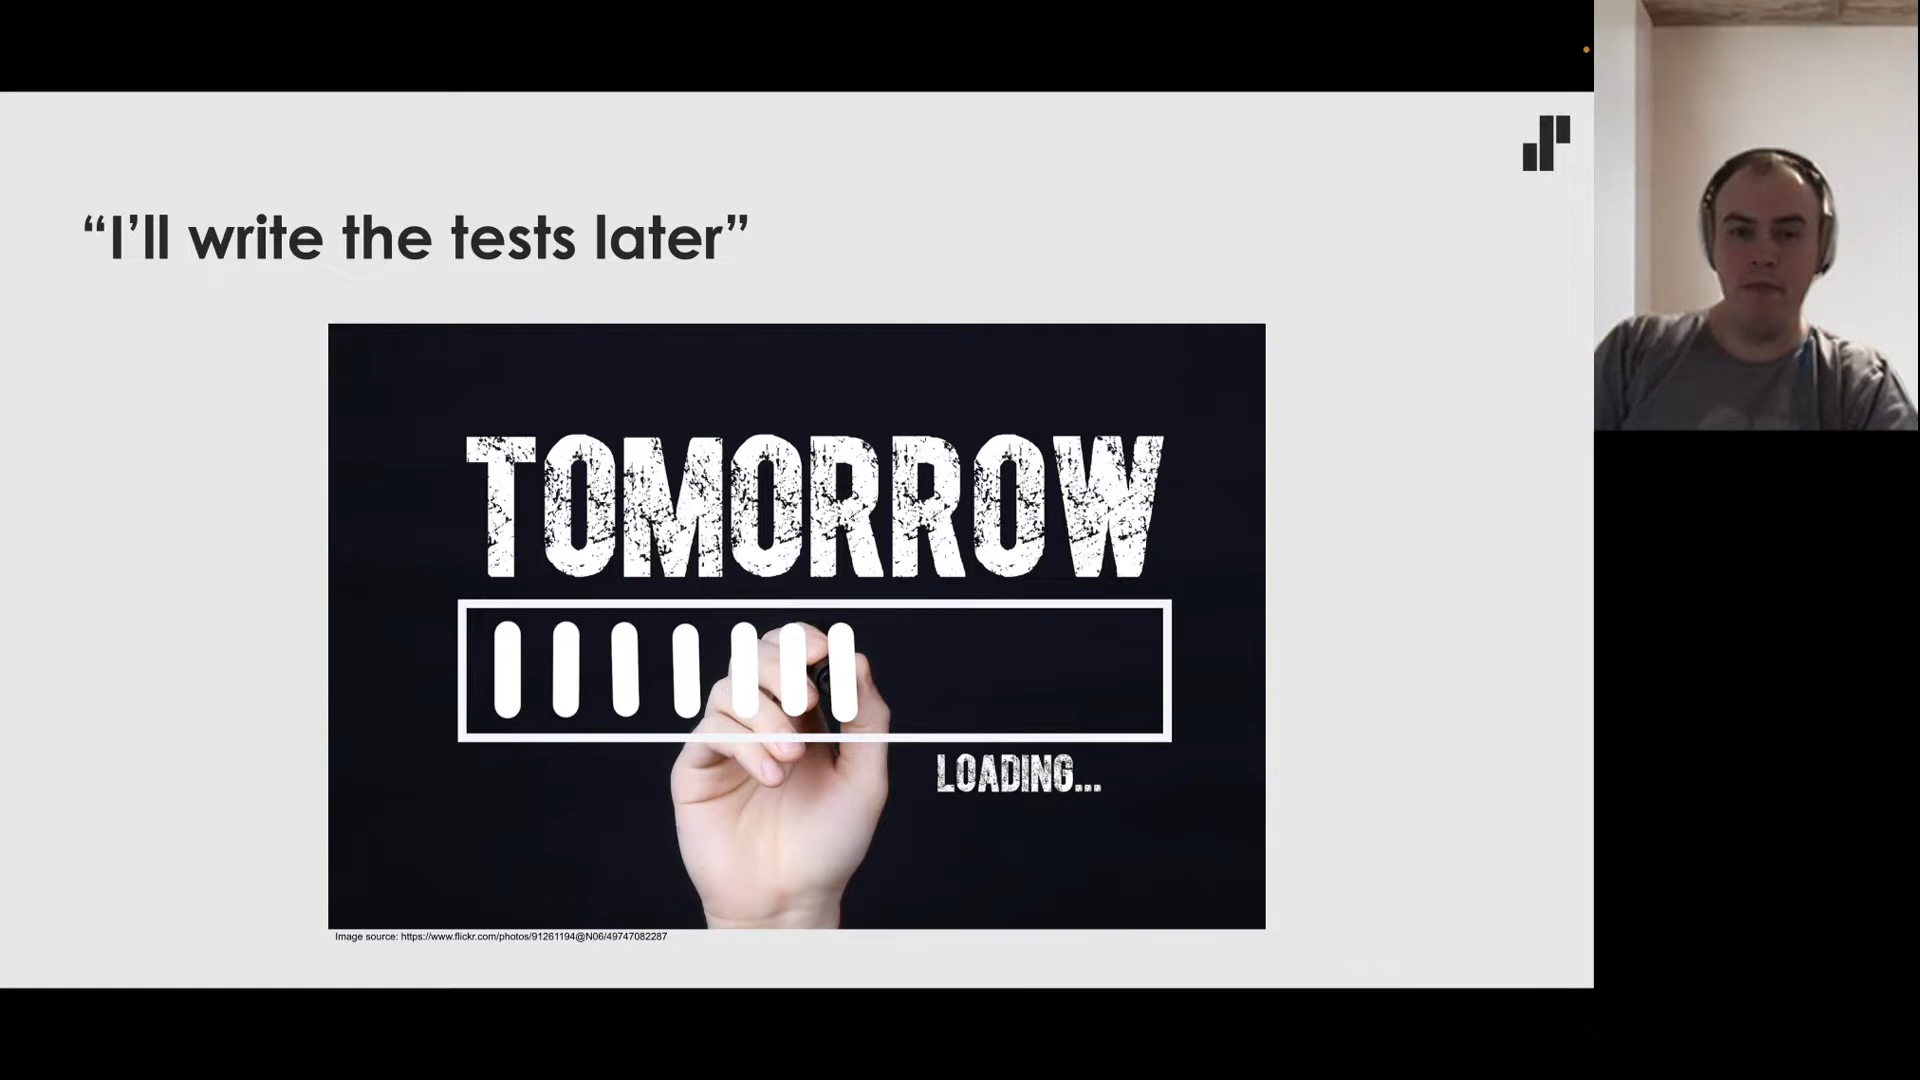 “I’ll write the tests later”
TOMORROW
LOADING...
Image source: https://www.flickr.com/photos/91261194@N06/49747082287